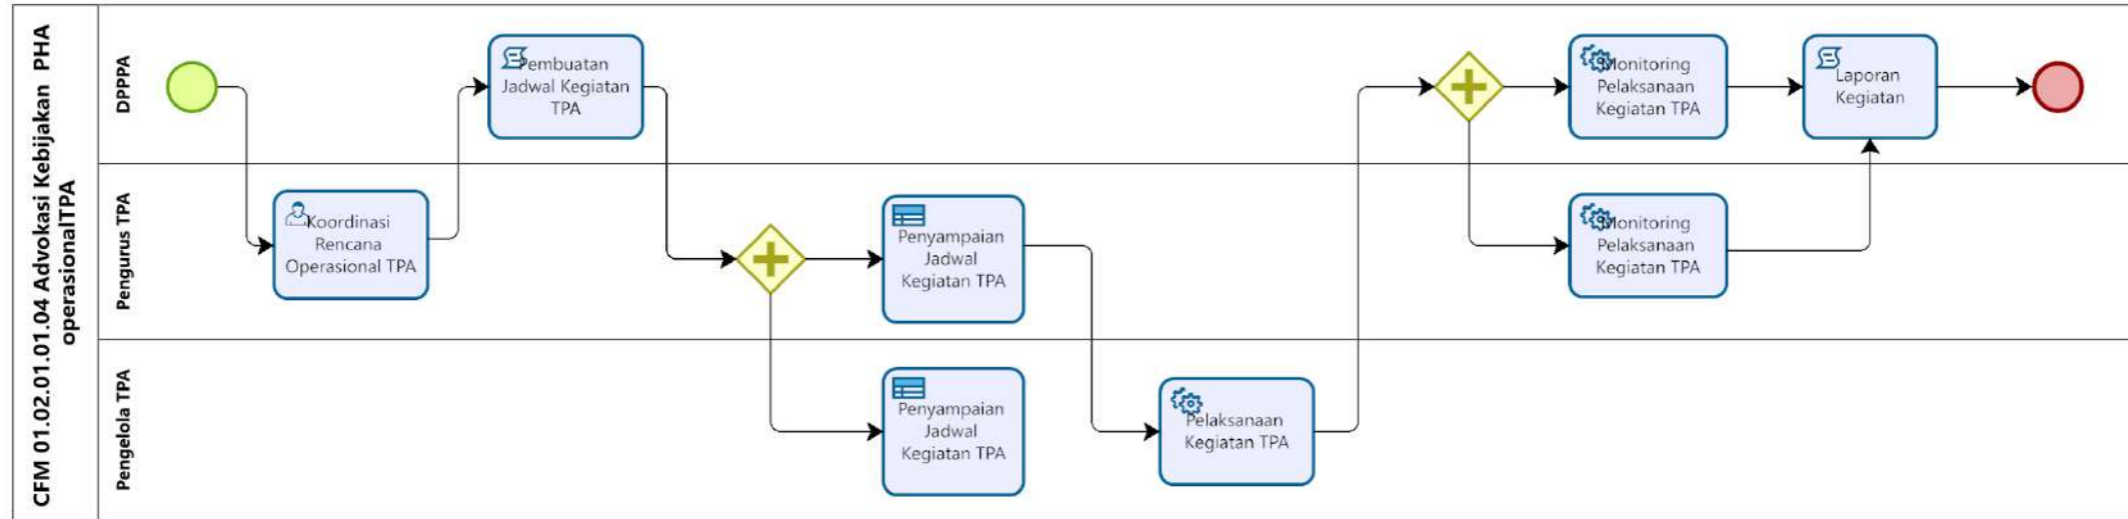 CFM 01.02.01.01.04 Advokasi Kebijakan PHA
operasionalTPA
DPPPA
Pembuatan
Jadwal Kegiatan
TPA
Monitoring
Pelaksanaan
Kegiatan TPA
Laporan
Kegiatan
Pengurus TPA
Koordinasi
Rencana
Operasional TPA
Penyampaian
Jadwal
Kegiatan TPA
Monitoring
Pelaksanaan
Kegiatan TPA
Pengelola TPA
Penyampaian
Jadwal
Kegiatan TPA
Pelaksanaan
Kegiatan TPA